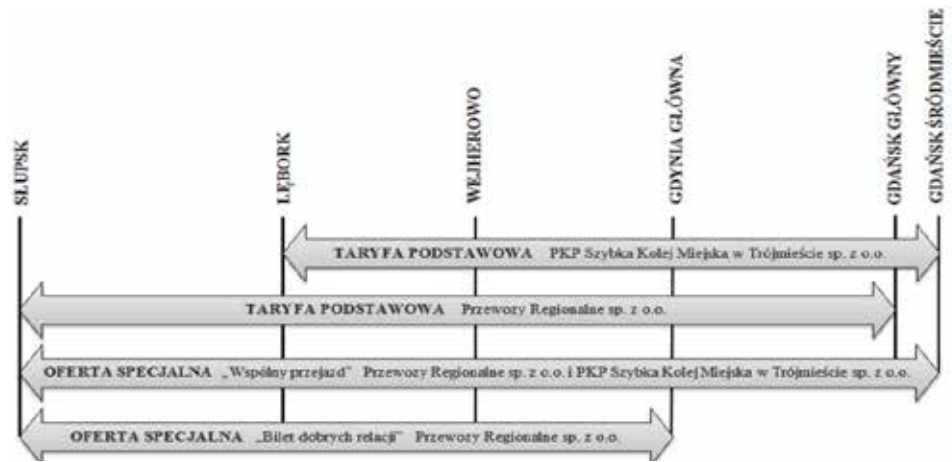 SŁUPSK
LĘBORK
WEJHEROWO
GDYNIA GŁÓWNA
GDAŃSK GŁÓWNY
GDAŃSK ŚRÓDMIEŚCIE
TARYFA PODSTAWOWA PKP Szybka Kolej Miejska w Trójmieście sp. z o.o.
TARYFA PODSTAWOWA Przewozy Regionalne sp. z o.o.
OFERTA SPECJALNA „Wspólny przejazd” Przewozy Regionalne sp. z o.o. i PKP Szybka Kolej Miejska w Trójmieście sp. z o.o.
OFERTA SPECJALNA „Bilet dobrych relacji” Przewozy Regionalne sp. z o.o.